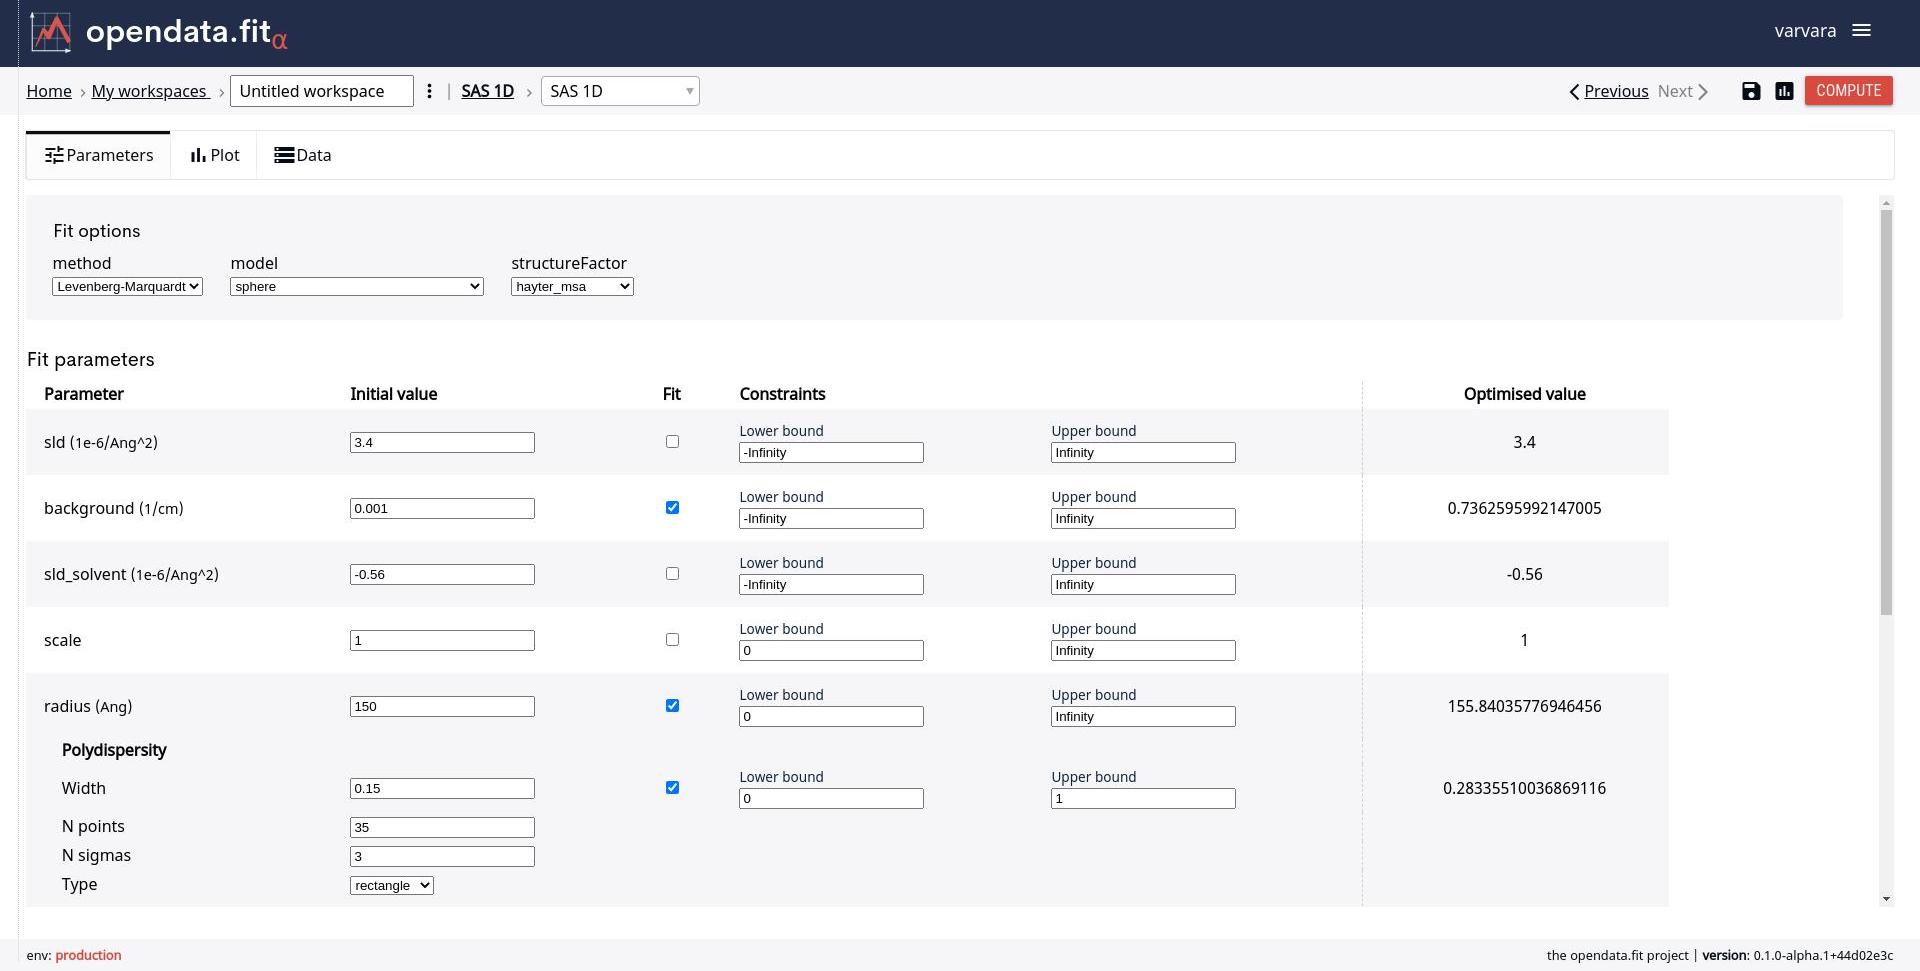 opendata.fitα
varvara
Home > My workspaces > Untitled workspace | SAS 1D > SAS 1D
Previous Next COMPUTE
Parameters Plot Data
Fit options
method model structureFactor
Levenberg-Marquardt sphere hayter_msa
Fit parameters
Parameter Initial value Fit Constraints Optimised value
Lower bound Upper bound
sld (1e-6/Ang^2) 3.4 -Infinity Infinity 3.4
Lower bound Upper bound
background (1/cm) 0.001 -Infinity Infinity 0.7362595992147005
Lower bound Upper bound
sld_solvent (1e-6/Ang^2) -0.56 -Infinity Infinity -0.56
Lower bound Upper bound
scale 1 0 Infinity 1
Lower bound Upper bound
radius (Ang) 150 0 Infinity 155.84035776946456
Polydispersity
Lower bound Upper bound
Width 0.15 0 1 0.28335510036869116
N points 35
N sigmas 3
Type rectangle
env: production
the opendata.fit project | version: 0.1.0-alpha.1+44d02e3c